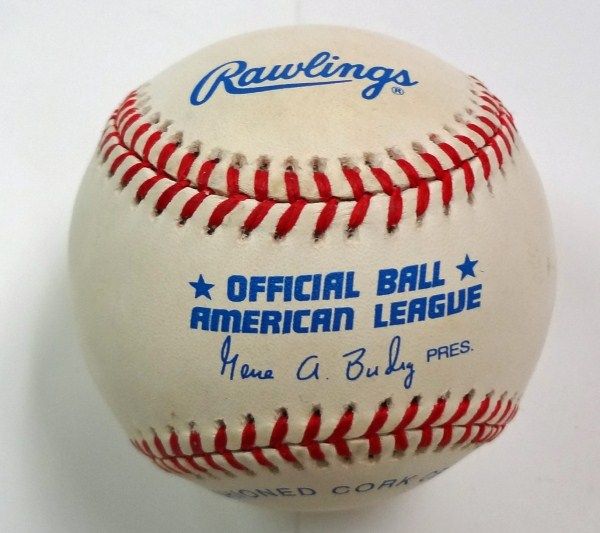 Rawlings®
★ OFFICIAL BALL ★
AMERICAN LEAGUE
Gene A. Budig PRES.
CORK